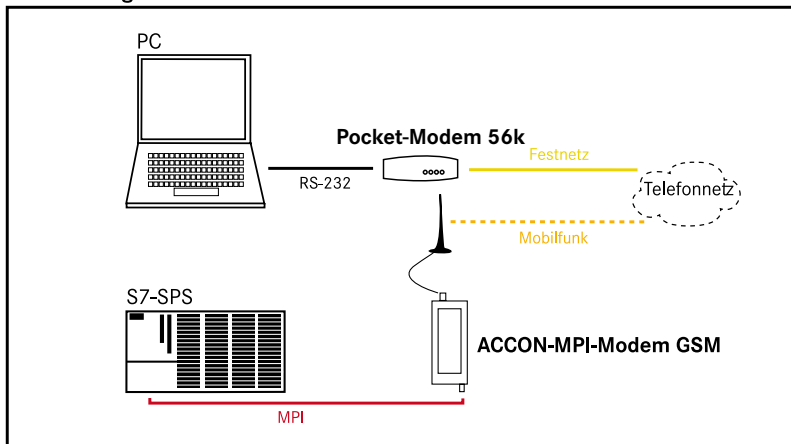 PC
Pocket-Modem 56k
Festnetz
RS-232
Telefonnetz
Mobilfunk
S7-SPS
ACCON-MPI-Modem GSM
MPI